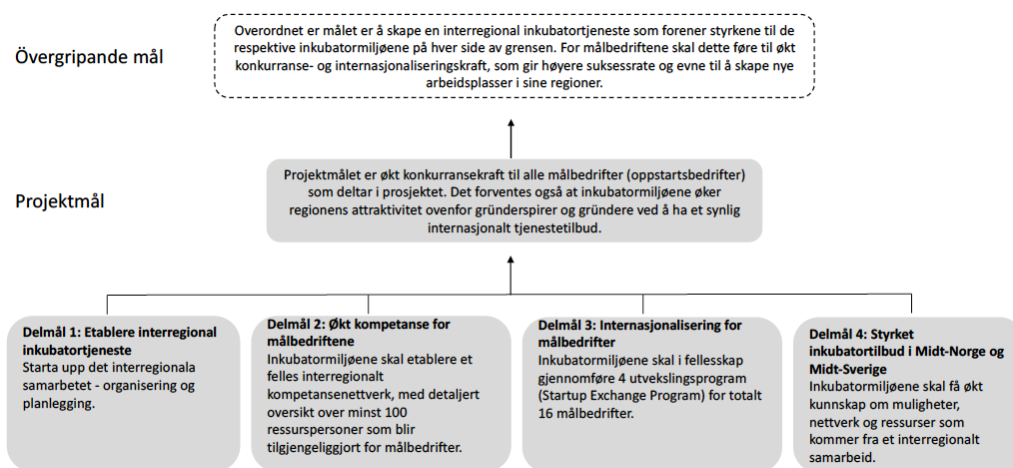 Övergripande mål
Overordnet er målet er å skape en interregional inkubatortjeneste som forener styrkene til de
respektive inkubatormiljøene på hver side av grensen. For målbedriftene skal dette føre til økt
konkurranse- og internasjonaliseringskraft, som gir høyere suksessrate og evne til å skape nye
arbeidsplasser i sine regioner.
Projektmål
Projektmålet er økt konkurransekraft til alle målbedrifter (oppstartsbedrifter)
som deltar i prosjektet. Det forventes også at inkubatormiljøene øker
regionens attraktivitet ovenfor gründerspirer og gründere ved å ha et synlig
internasjonalt tjenestetilbud.
Delmål 1: Etablere interregional
inkubatortjeneste
Starta upp det interregionala
samarbetet - organisering og
planlegging.
Delmål 2: Økt kompetanse for
målbedriftene
Inkubatormiljøene skal etablere et
felles interregionalt
kompetansenettverk, med detaljert
oversikt over minst 100
ressurspersoner som blir
tilgjengeliggjort for målbedrifter.
Delmål 3: Internasjonalisering for
målbedrifter
Inkubatormiljøene skal i fellesskap
gjennomføre 4 utvekslingsprogram
(Startup Exchange Program) for totalt
16 målbedrifter.
Delmål 4: Styrket
inkubatortilbud i Midt-Norge og
Midt-Sverige
Inkubatormiljøene skal få økt
kunnskap om muligheter,
nettverk og ressurser som
kommer fra et interregionalt
samarbeid.